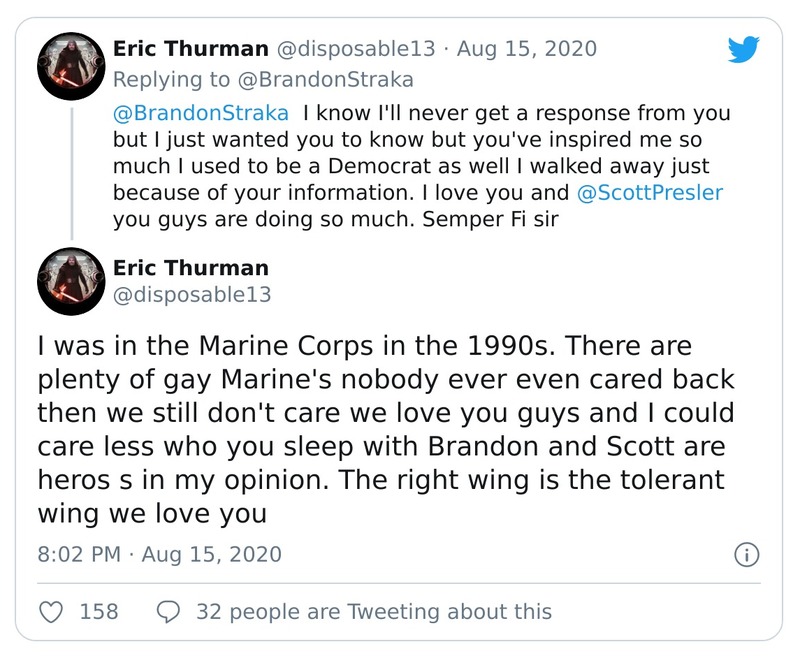 Eric Thurman @disposable13 · Aug 15, 2020
Replying to @BrandonStraka
@BrandonStraka I know I'll never get a response from you
but I just wanted you to know but you've inspired me so
much I used to be a Democrat as well I walked away just
because of your information. I love you and @ScottPresler
you guys are doing so much. Semper Fi sir
Eric Thurman
@disposable13
I was in the Marine Corps in the 1990s. There are
plenty of gay Marine's nobody ever even cared back
then we still don't care we love you guys and I could
care less who you sleep with Brandon and Scott are
heros s in my opinion. The right wing is the tolerant
wing we love you
8:02 PM · Aug 15, 2020
158 32 people are Tweeting about this